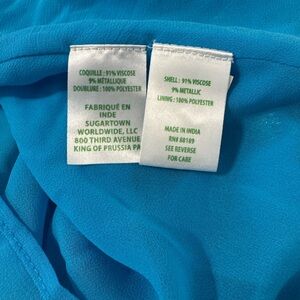 COQUILLE: 91% VISCOSE
9% MÉTALLIQUE
DOUBLURE: 100% POLYESTER
FABRIQUÉ EN
INDE
SUGARTOWN
WORLDWIDE, LLC
800 THIRD AVENUE
KING OF PRUSSIA PA
SHELL: 91% VISCOSE
9% METALLIC
LINING: 100% POLYESTER
MADE IN INDIA
RN# 88189
SEE REVERSE
FOR CARE